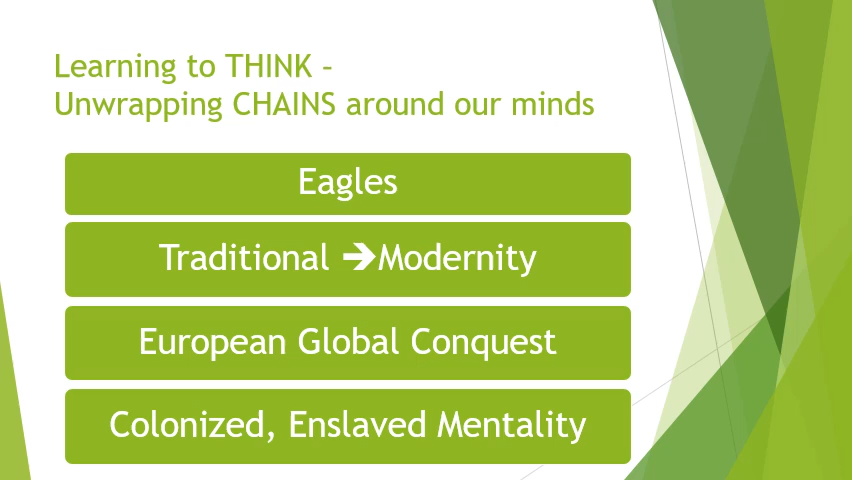 Learning to THINK –
Unwrapping CHAINS around our minds
Eagles
Traditional 🡺Modernity
European Global Conquest
Colonized, Enslaved Mentality